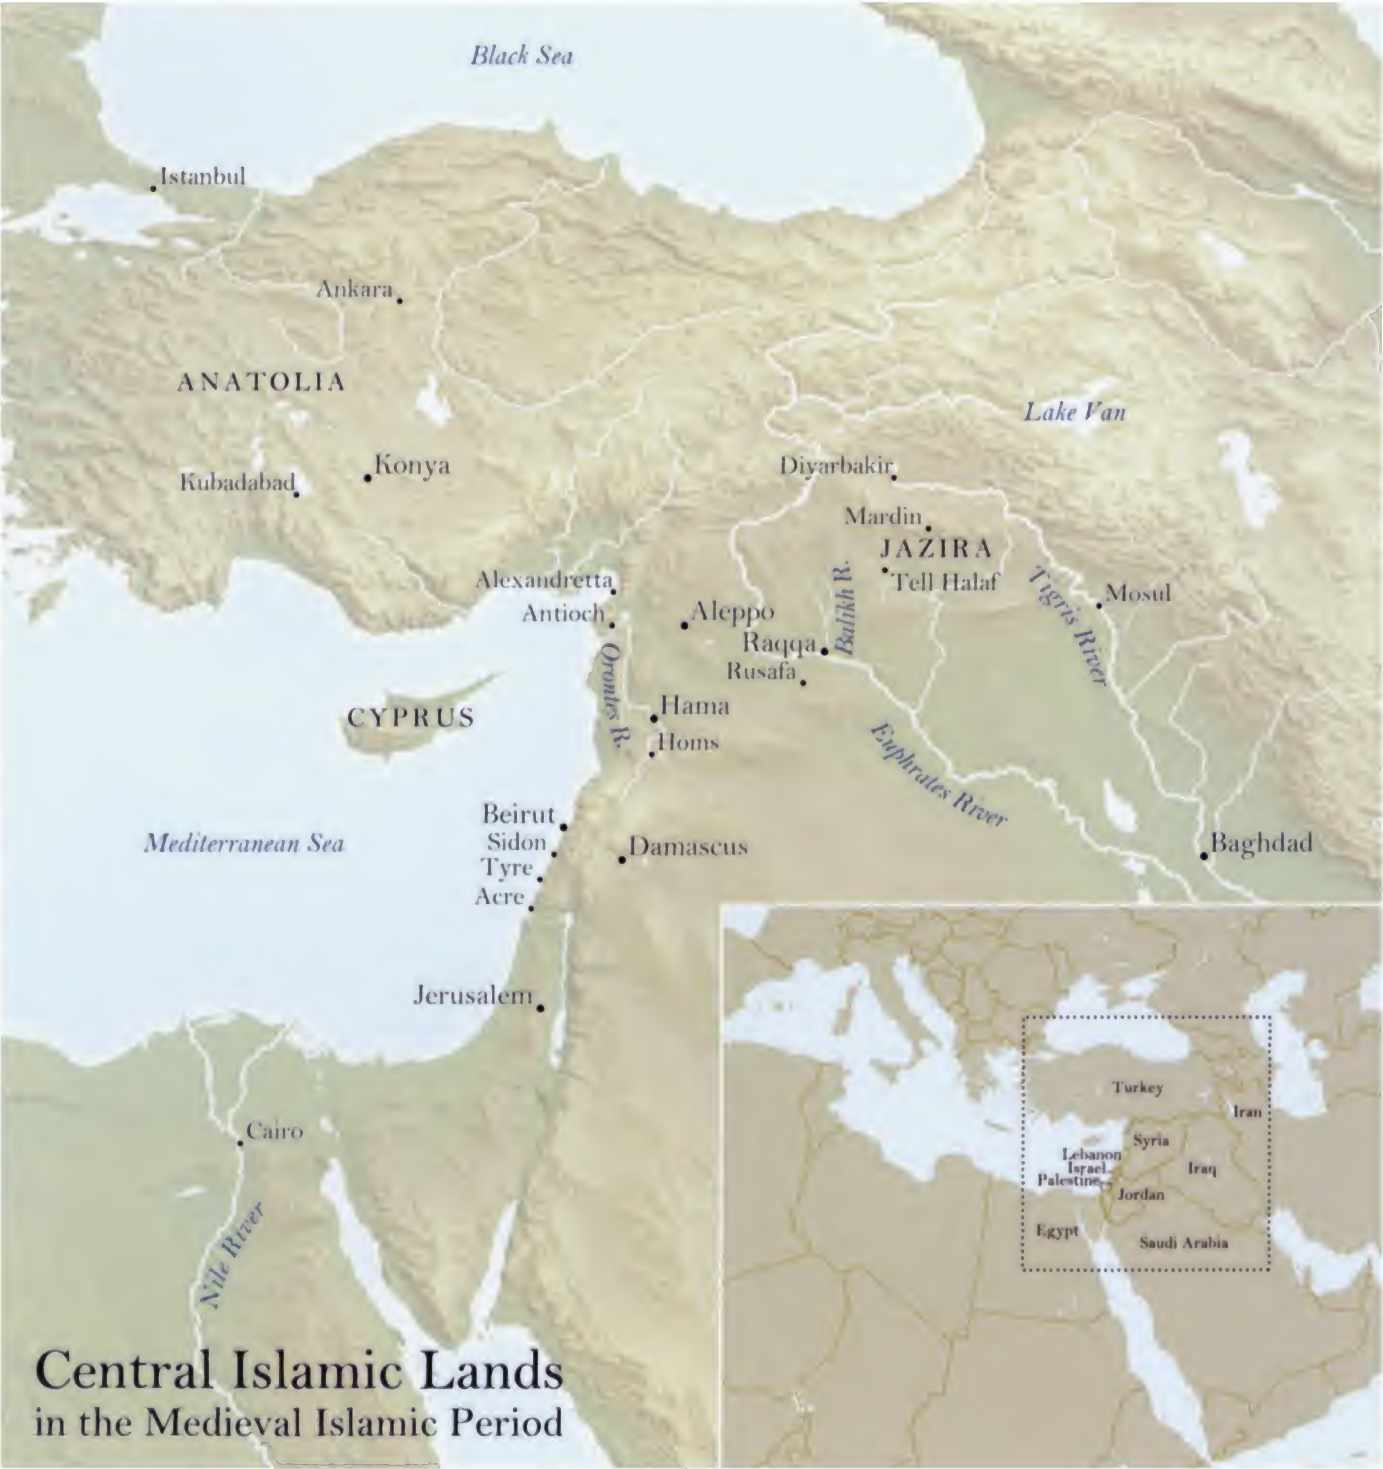 Black Sea
Istanbul
Ankara
ANATOLIA
Lake Van
Konya
Diyarbakir
Kubadabad
Mardin
JAZIRA
Alexandretta
Tell Halaf
Balikh R.
Tigris River
Mosul
Antioch
Aleppo
Raqqa
Orontes R.
Rusafa
CYPRUS
Hama
Homs
Euphrates River
Beirut
Mediterranean Sea
Sidon
Damascus
Baghdad
Tyre
Acre
Jerusalem
Cairo
Nile River
Turkey
Iran
Syria
Lebanon
Israel
Iraq
Palestine
Jordan
Egypt
Saudi Arabia
Central Islamic Lands
in the Medieval Islamic Period